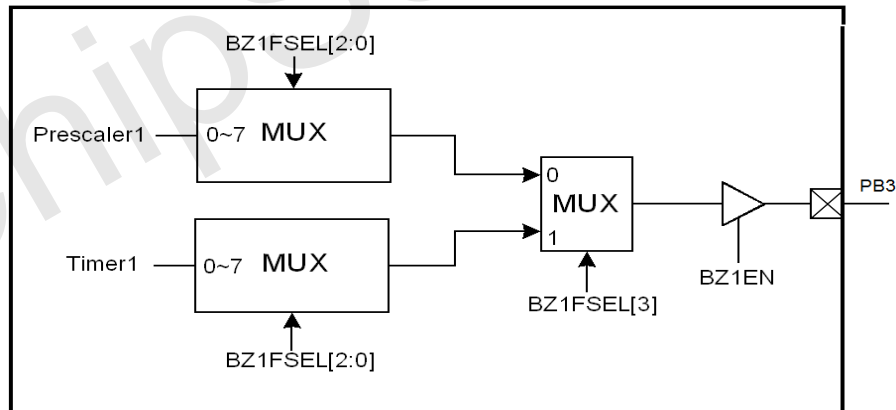 BZ1FSEL[2:0]
Prescaler1
0~7 MUX
0
MUX
1
PB3
Timer1
0~7 MUX
BZ1EN
BZ1FSEL[3]
BZ1FSEL[2:0]